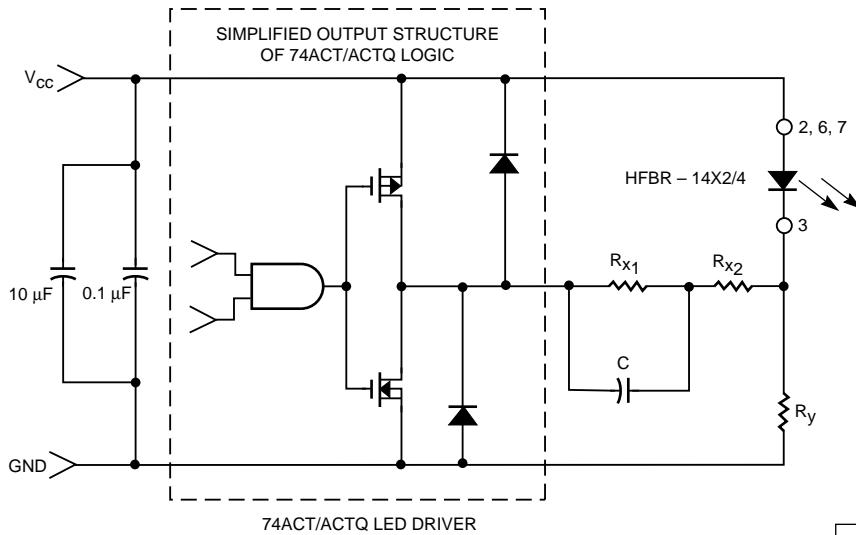 SIMPLIFIED OUTPUT STRUCTURE
OF 74ACT/ACTQ LOGIC
VCC
2, 6, 7
HFBR – 14X2/4
3
RX1
RX2
10 µF
0.1 µF
C
Ry
GND
74ACT/ACTQ LED DRIVER